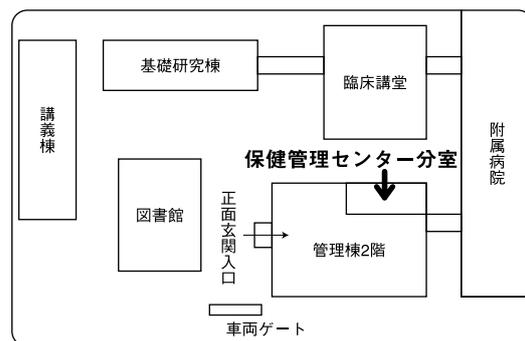 基礎研究棟
臨床講堂
講義棟
附属病院
保健管理センター分室
図書館
正面玄関入口
管理棟2階
車両ゲート